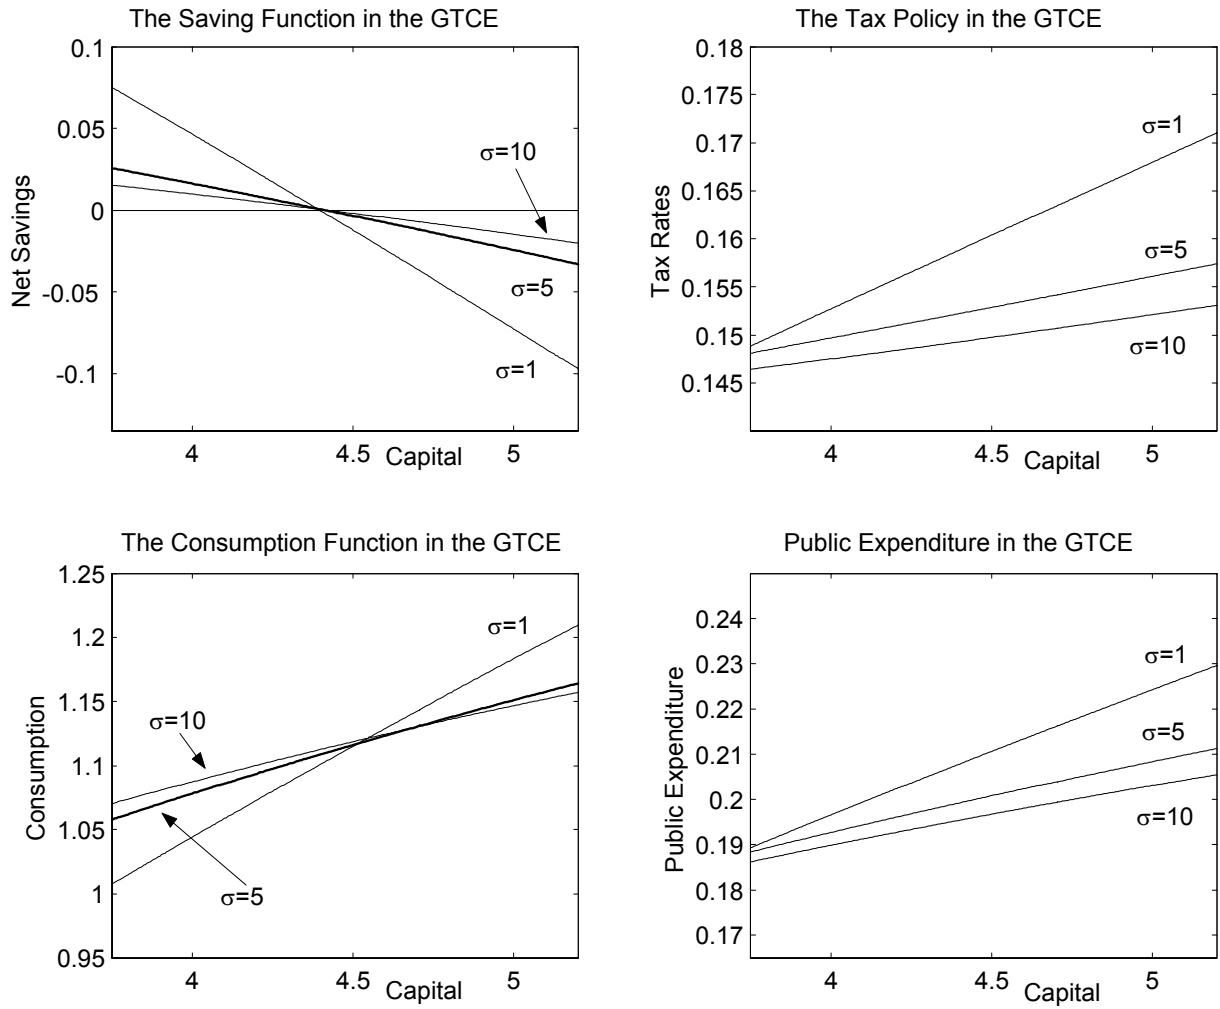 The Saving Function in the GTCE
0.1
0.05
0
-0.05
-0.1
Net Savings
σ=10
σ=5
σ=1
4
4.5
Capital
5
The Tax Policy in the GTCE
0.18
0.175
0.17
0.165
0.16
0.155
0.15
0.145
Tax Rates
σ=1
σ=5
σ=10
4
4.5
Capital
5
The Consumption Function in the GTCE
1.25
1.2
1.15
1.1
1.05
1
0.95
Consumption
σ=1
σ=10
σ=5
4
4.5
Capital
5
Public Expenditure in the GTCE
0.24
0.23
0.22
0.21
0.2
0.19
0.18
0.17
Public Expenditure
σ=1
σ=5
σ=10
4
4.5
Capital
5